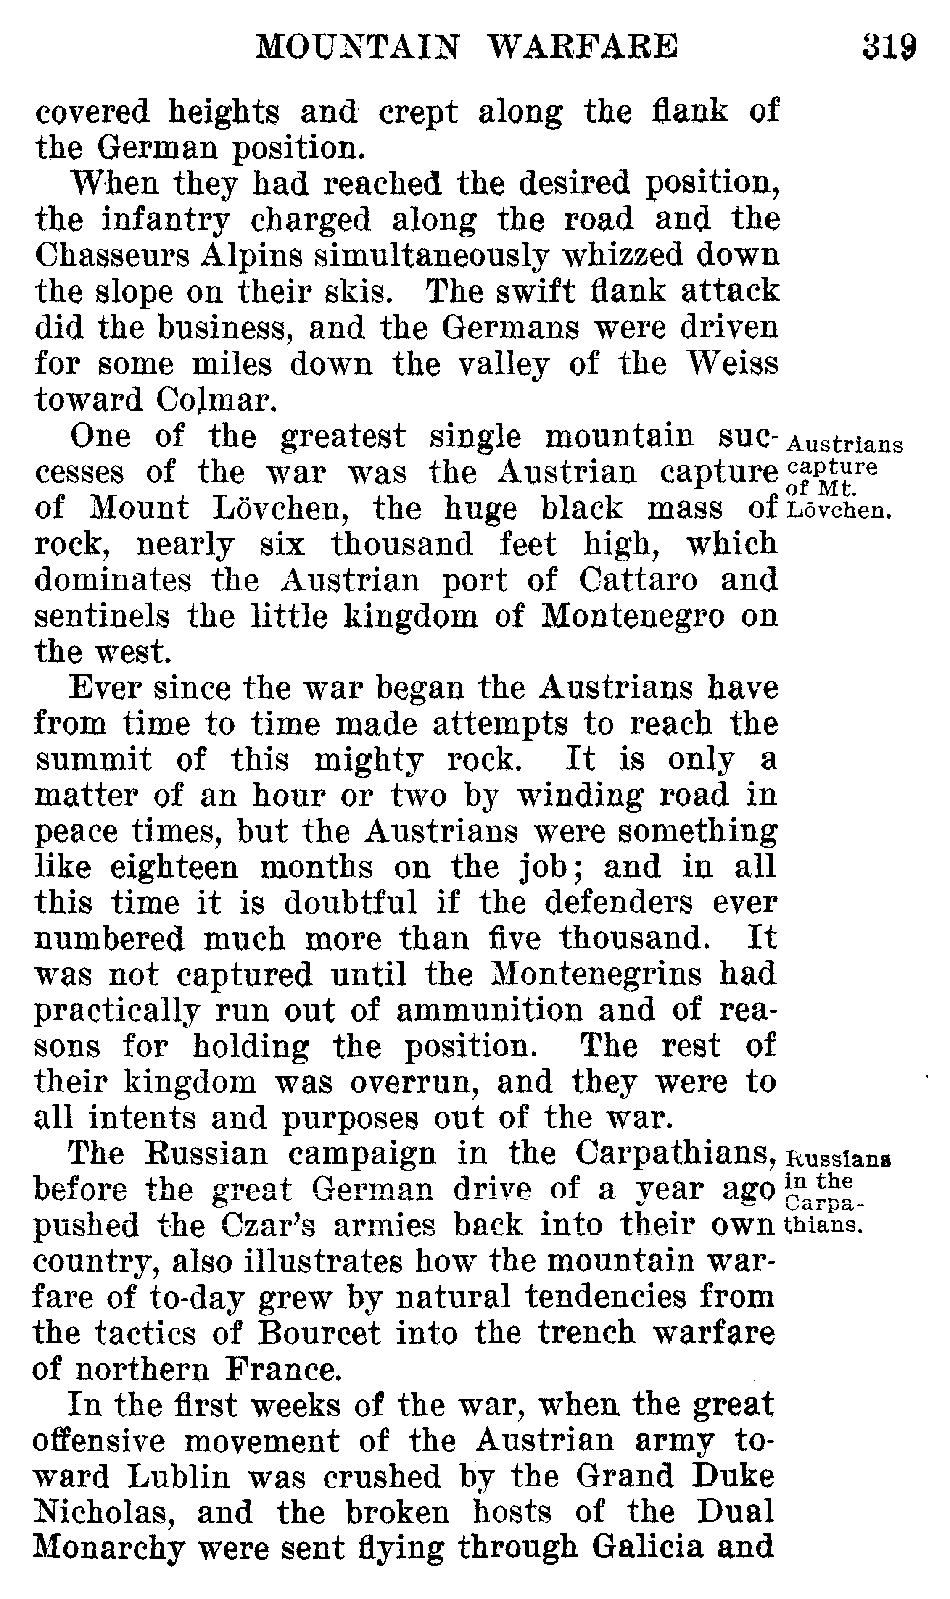 MOUNTAIN WARFARE 319
covered heights and crept along the flank of
the German position.
When they had reached the desired position,
the infantry charged along the road and the
Chasseurs Alpins simultaneously whizzed down
the slope on their skis. The swift flank attack
did the business, and the Germans were driven
for some miles down the valley of the Weiss
toward Colmar.
One of the greatest single mountain suc-
cesses of the war was the Austrian capture
of Mount Lövchen, the huge black mass of
rock, nearly six thousand feet high, which
dominates the Austrian port of Cattaro and
sentinels the little kingdom of Montenegro on
the west.
Austrians
capture
of Mt.
Lövchen.
Ever since the war began the Austrians have
from time to time made attempts to reach the
summit of this mighty rock. It is only a
matter of an hour or two by winding road in
peace times, but the Austrians were something
like eighteen months on the job; and in all
this time it is doubtful if the defenders ever
numbered much more than five thousand. It
was not captured until the Montenegrins had
practically run out of ammunition and of rea-
sons for holding the position. The rest of
their kingdom was overrun, and they were to
all intents and purposes out of the war.
The Russian campaign in the Carpathians,
before the great German drive of a year ago
pushed the Czar's armies back into their own
country, also illustrates how the mountain war-
fare of to-day grew by natural tendencies from
the tactics of Bourcet into the trench warfare
of northern France.
Russians
in the
Carpa-
thians.
In the first weeks of the war, when the great
offensive movement of the Austrian army to-
ward Lublin was crushed by the Grand Duke
Nicholas, and the broken hosts of the Dual
Monarchy were sent flying through Galicia and